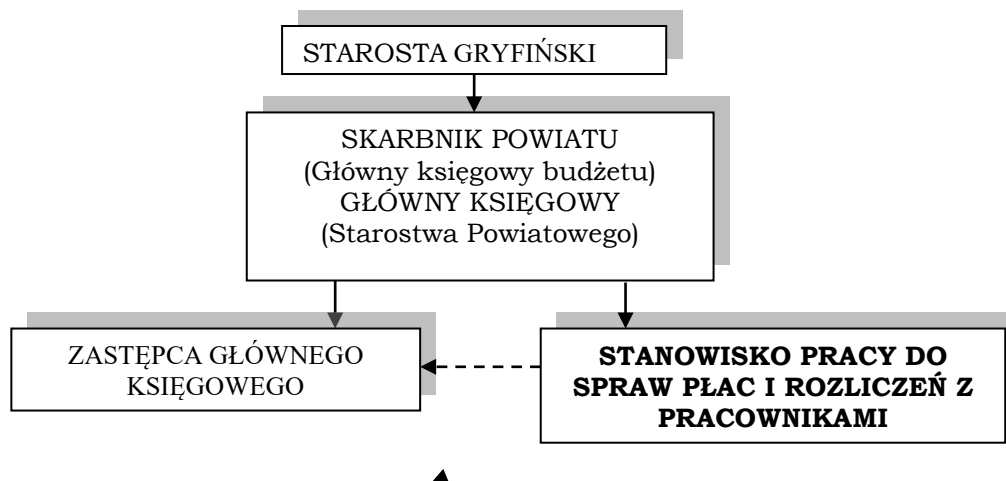 STAROSTA GRYFIŃSKI
SKARBNIK POWIATU
(Główny księgowy budżetu)
GŁÓWNY KSIĘGOWY
(Starostwa Powiatowego)
ZASTĘPCA GŁÓWNEGO
KSIĘGOWEGO
STANOWISKO PRACY DO
SPRAW PŁAC I ROZLICZEŃ Z
PRACOWNIKAMI